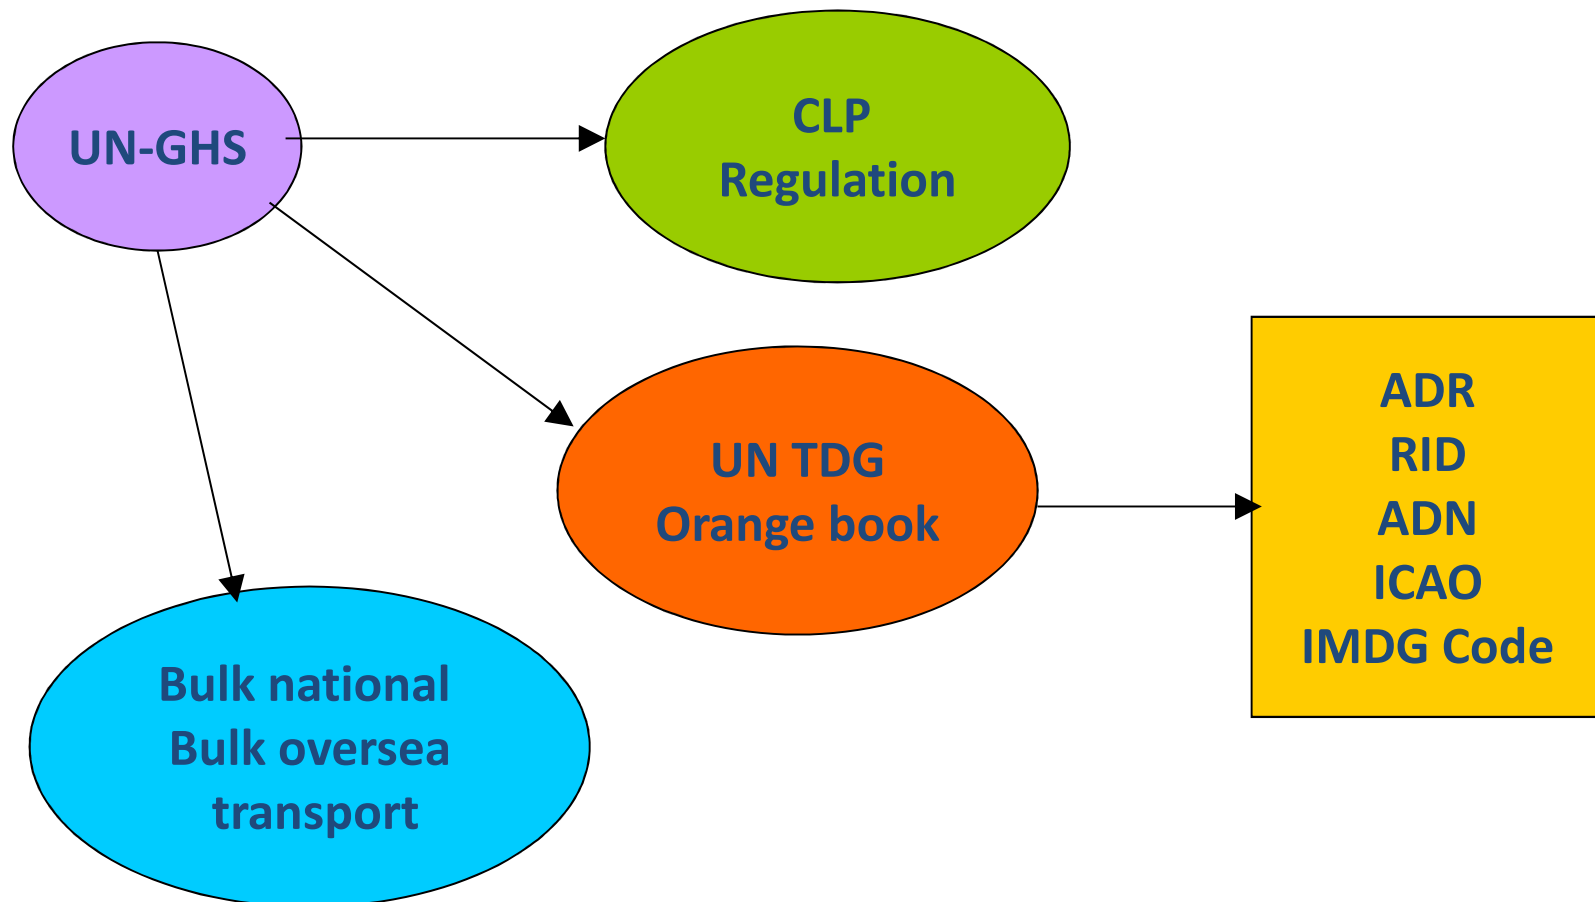 UN-GHS
CLP
Regulation
UN TDG
Orange book
ADR
RID
ADN
ICAO
IMDG Code
Bulk national
Bulk oversea
transport